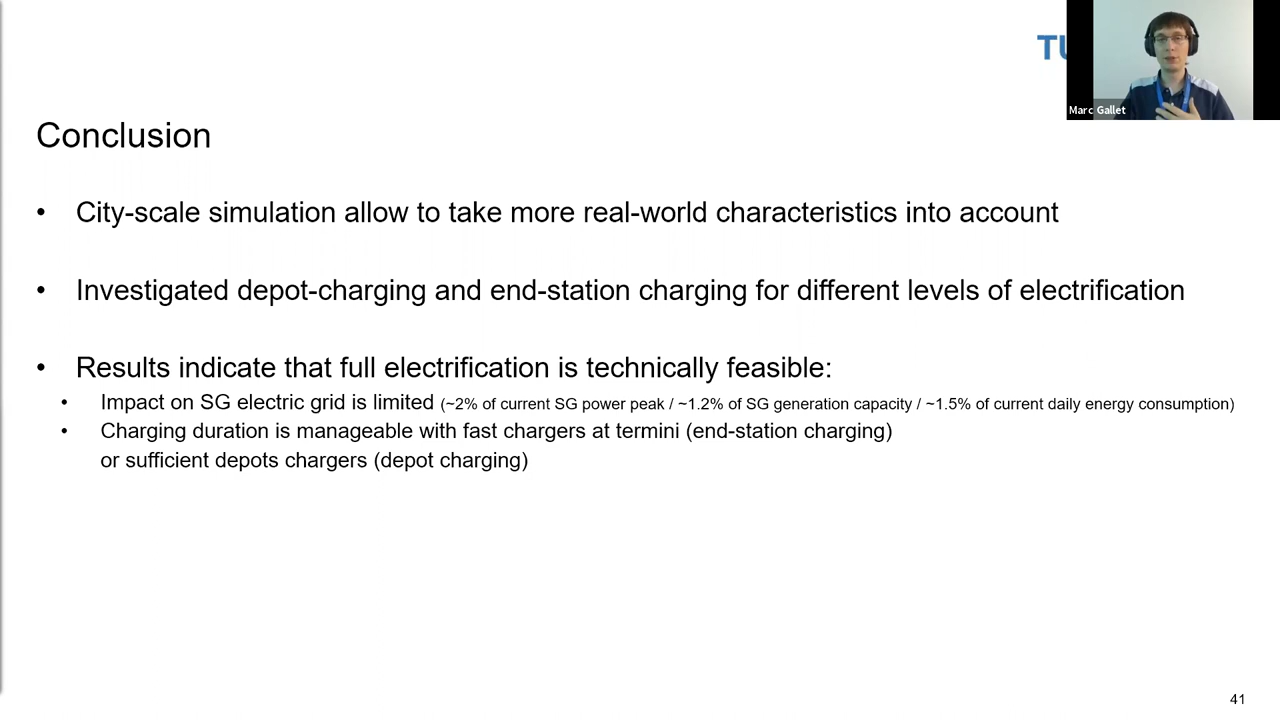 TU
Marc Gallet
Conclusion
• City-scale simulation allow to take more real-world characteristics into account
• Investigated depot-charging and end-station charging for different levels of electrification
• Results indicate that full electrification is technically feasible:
• Impact on SG electric grid is limited (~2% of current SG power peak / ~1.2% of SG generation capacity / ~1.5% of current daily energy consumption)
• Charging duration is manageable with fast chargers at termini (end-station charging)
or sufficient depots chargers (depot charging)
41